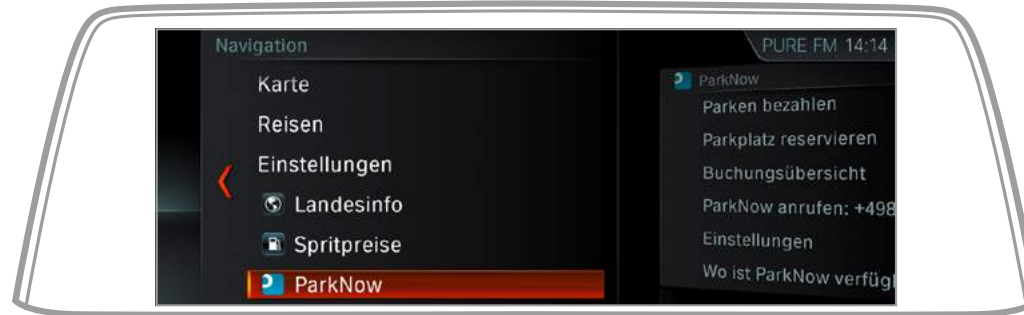 Navigation
Karte
Reisen
Einstellungen
Landesinfo
Spritpreise
ParkNow
PURE FM 14:14
ParkNow
Parken bezahlen
Parkplatz reservieren
Buchungsübersicht
ParkNow anrufen: +498
Einstellungen
Wo ist ParkNow verfügl